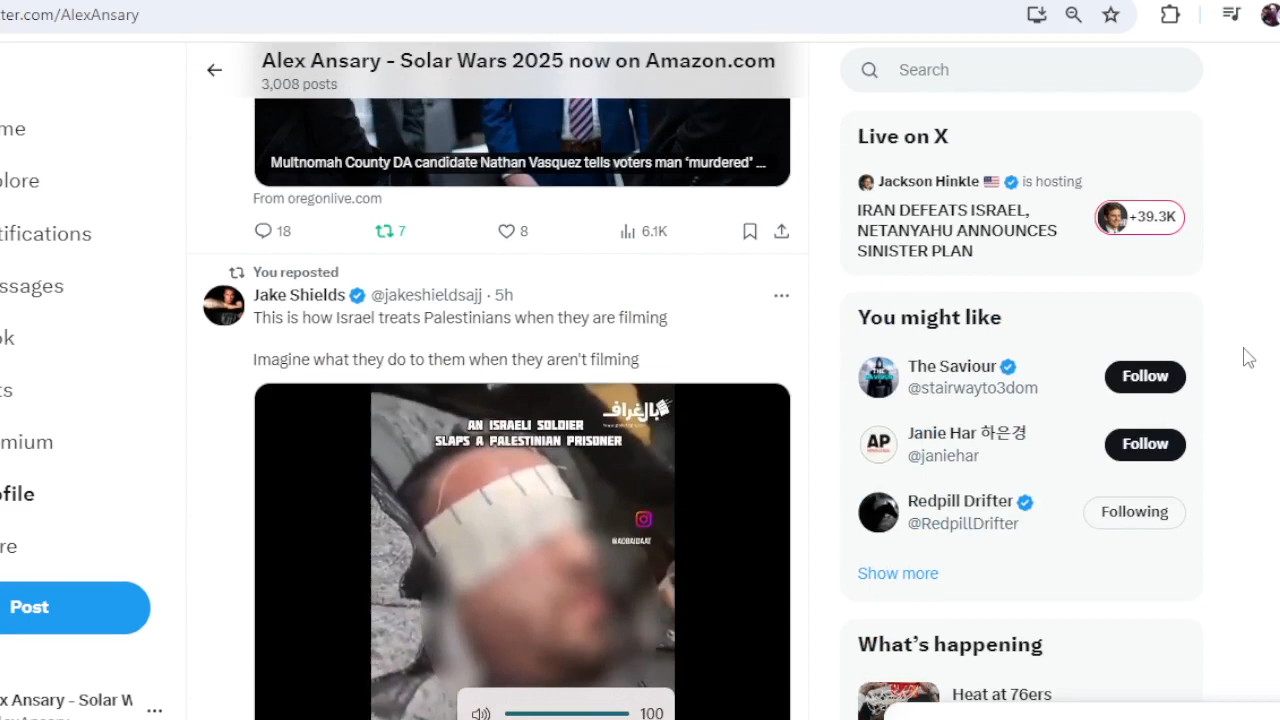 ter.com/AlexAnsary
Alex Ansary - Solar Wars 2025 now on Amazon.com
3,008 posts
me
plore
tifications
ssages
k
ts
mium
ofile
re
Post
x Ansary - Solar W
Multnomah County DA candidate Nathan Vasquez tells voters man ‘murdered’ ...
From oregonlive.com
18
7
8
6.1K
You reposted
Jake Shields @jakeshieldsajj · 5h
This is how Israel treats Palestinians when they are filming
Imagine what they do to them when they aren't filming
بالغراف
AN ISRAELI SOLDIER
SLAPS A PALESTINIAN PRISONER
100
Search
Live on X
Jackson Hinkle is hosting
IRAN DEFEATS ISRAEL,
NETANYAHU ANNOUNCES
SINISTER PLAN
+39.3K
You might like
The Saviour
@stairwayto3dom
Follow
AP
Janie Har 하은경
@janiehar
Follow
Redpill Drifter
@RedpillDrifter
Following
Show more
What's happening
Heat at 76ers